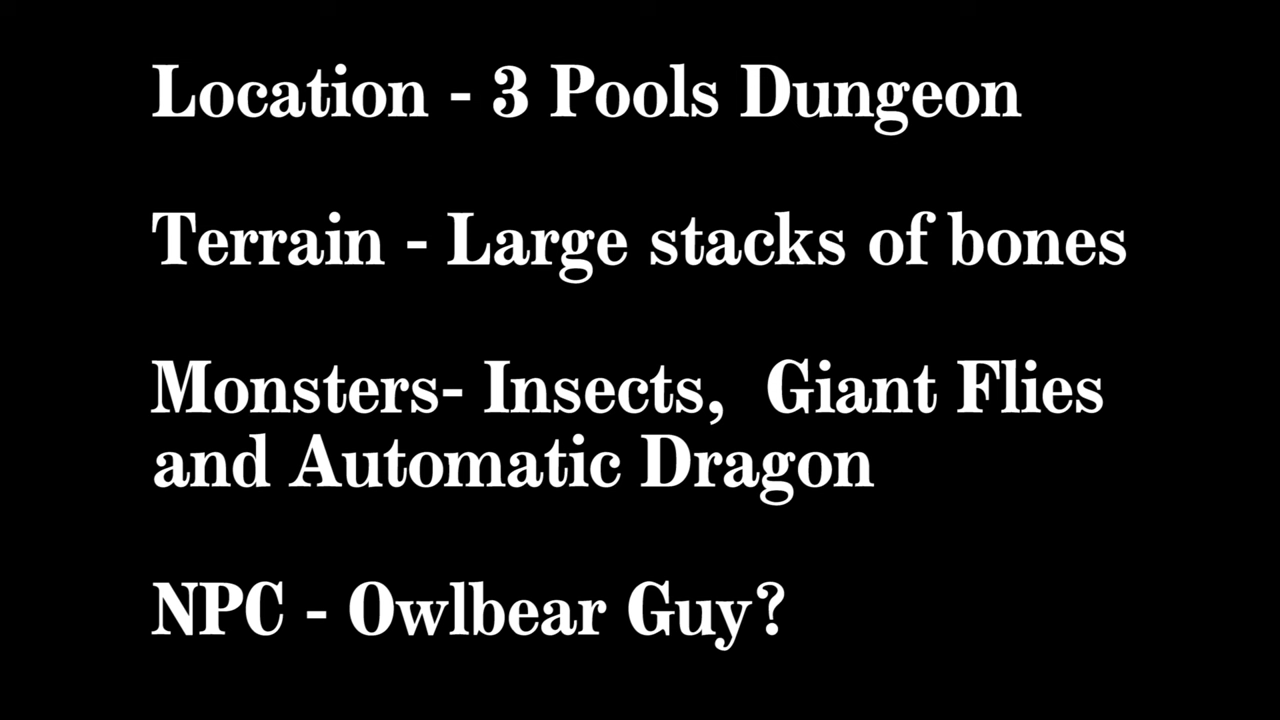 Location - 3 Pools Dungeon
Terrain - Large stacks of bones
Monsters- Insects,  Giant Flies
and Automatic Dragon
NPC - Owlbear Guy?